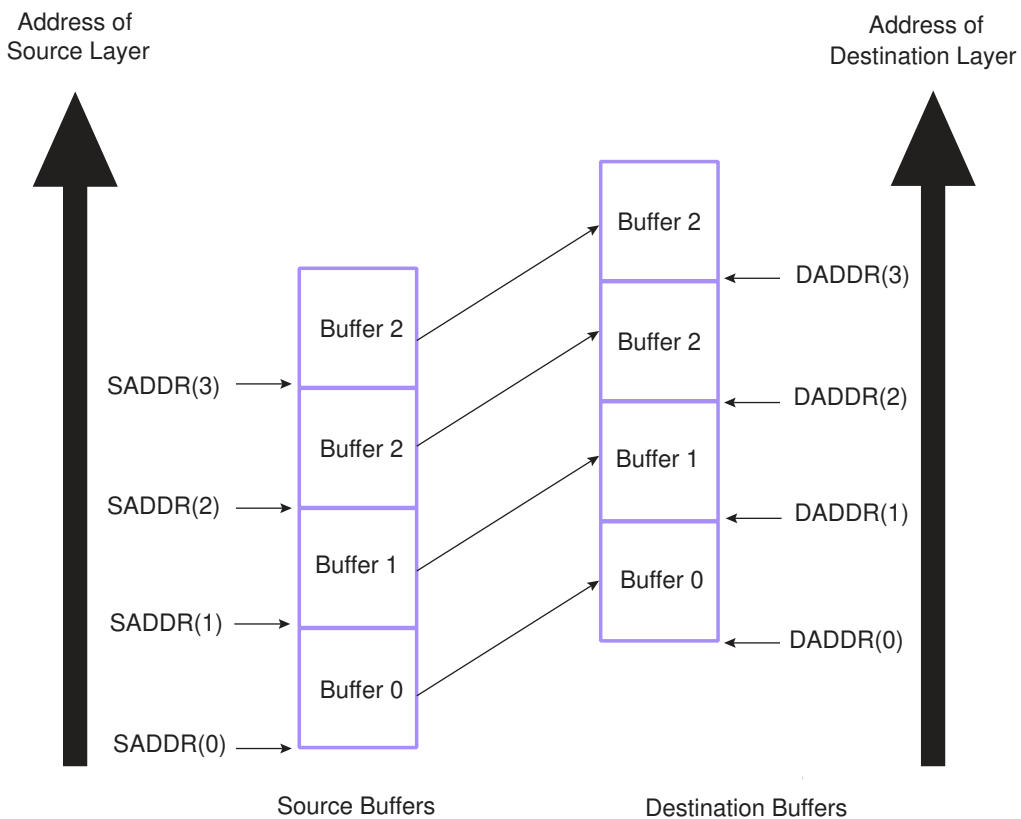 Address of
Source Layer
Address of
Destination Layer
Buffer 2
DADDR(3)
Buffer 2
Buffer 2
SADDR(3)
DADDR(2)
Buffer 2
Buffer 1
SADDR(2)
DADDR(1)
Buffer 1
Buffer 0
SADDR(1)
DADDR(0)
Buffer 0
SADDR(0)
Source Buffers
Destination Buffers